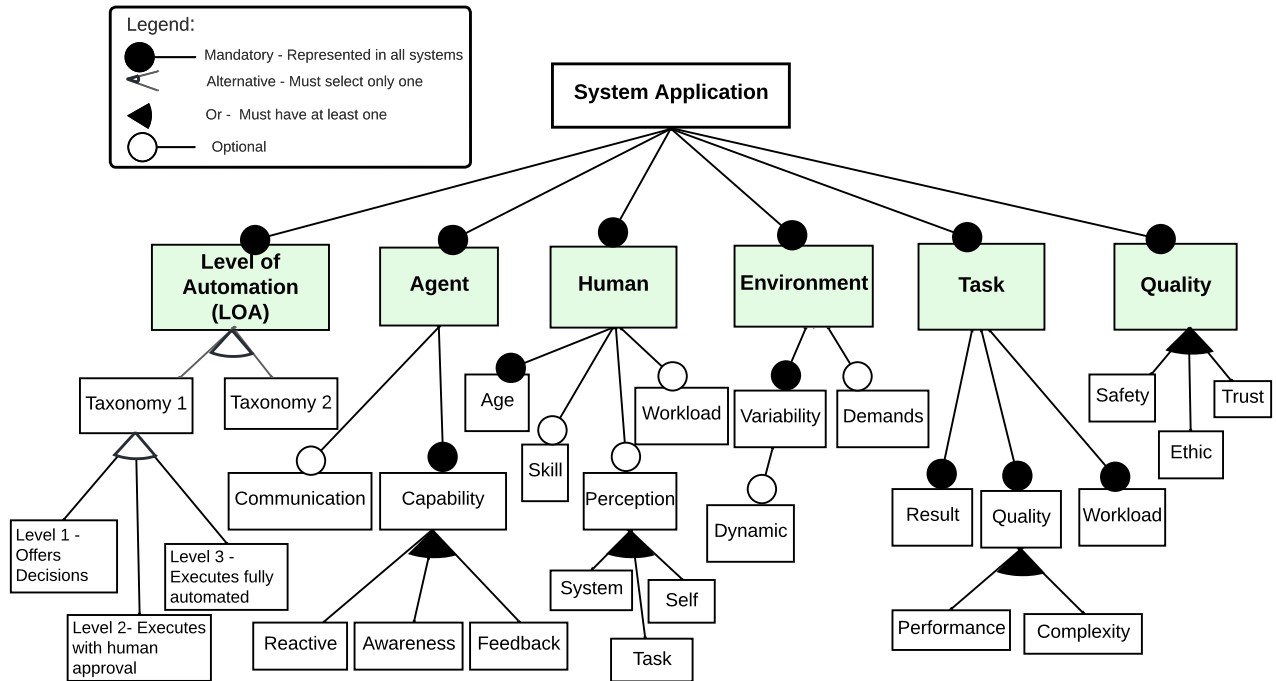 Legend:
Mandatory - Represented in all systems
Alternative - Must select only one
Or -  Must have at least one
Optional
System Application
Level of
Automation
(LOA)
Agent
Human
Environment
Task
Quality
Taxonomy 1
Taxonomy 2
Age
Workload
Variability
Demands
Safety
Trust
Ethic
Skill
Communication
Capability
Perception
Dynamic
Result
Quality
Workload
Level 1 -
Offers
Decisions
Level 3 -
Executes fully
automated
Level 2- Executes
with human
approval
Reactive
Awareness
Feedback
System
Self
Task
Performance
Complexity